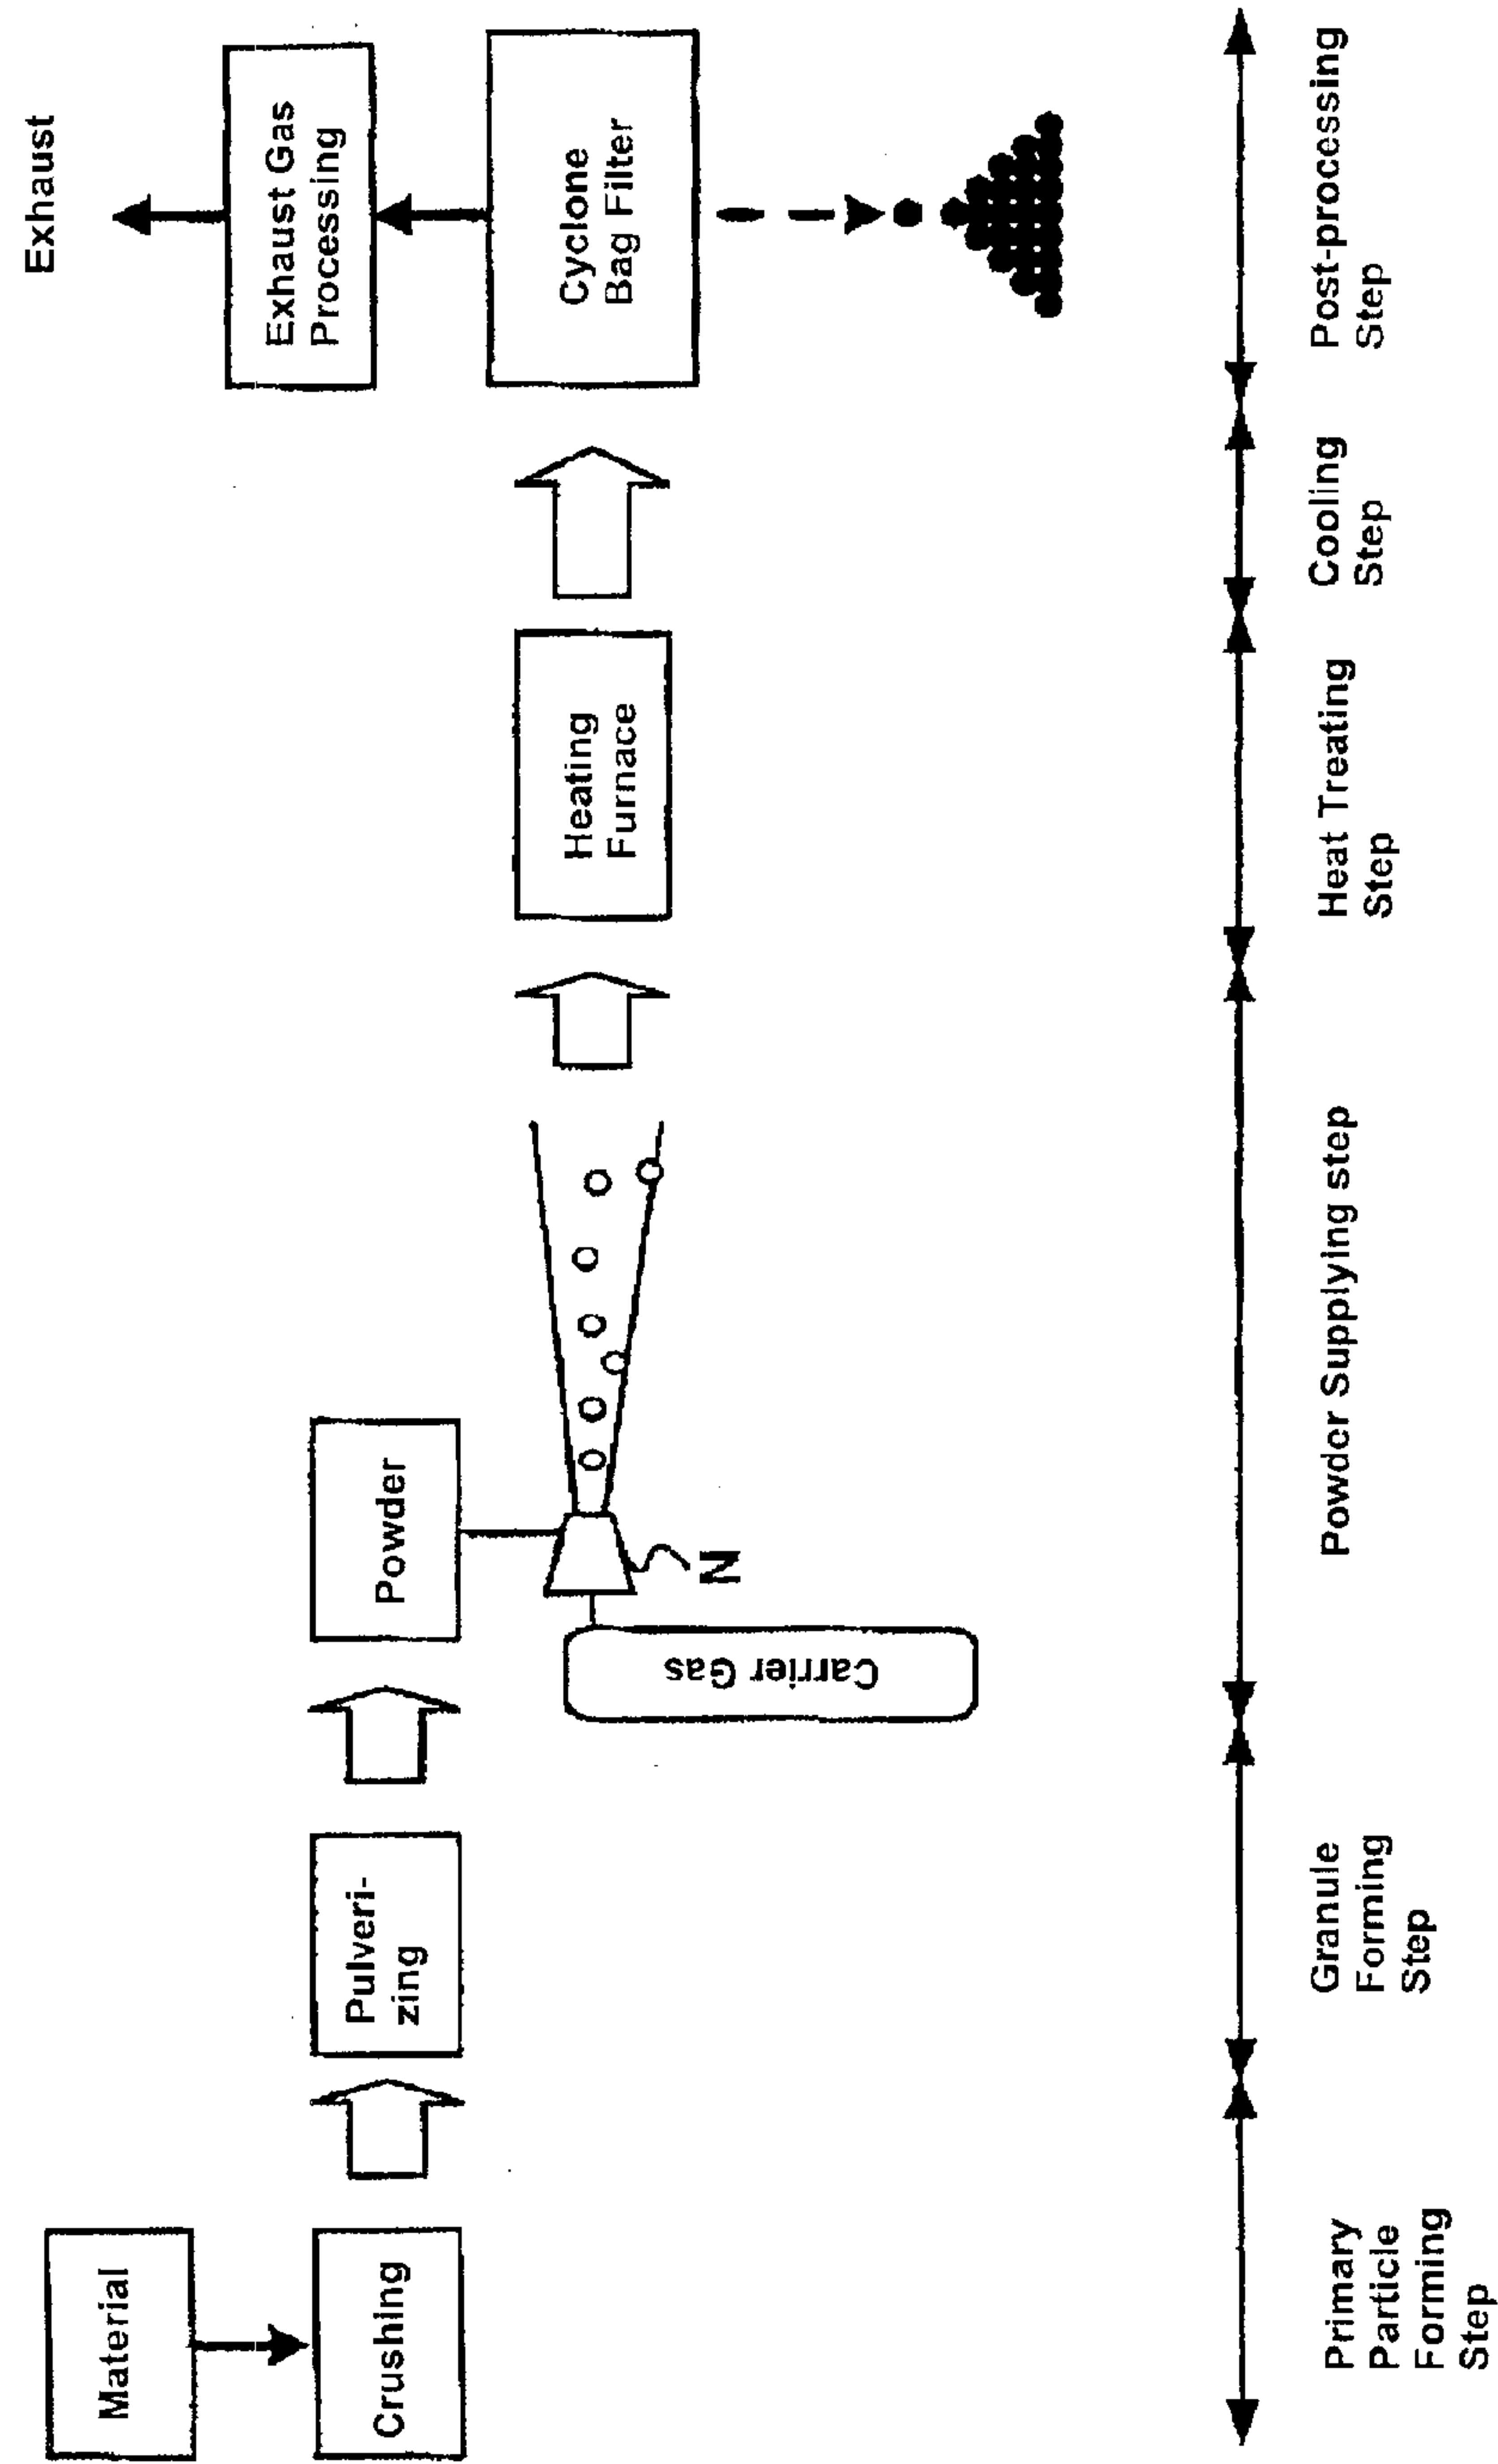 Material
Crushing
Pulveri-
zing
Powder
Carrier Gas
N
Heating
Furnace
Cyclone
Bag Filter
Exhaust Gas
Processing
Exhaust
Primary
Particle
Forming
Step
Granule
Forming
Step
Powder Supplying step
Heat Treating
Step
Cooling
Step
Post-processing
Step